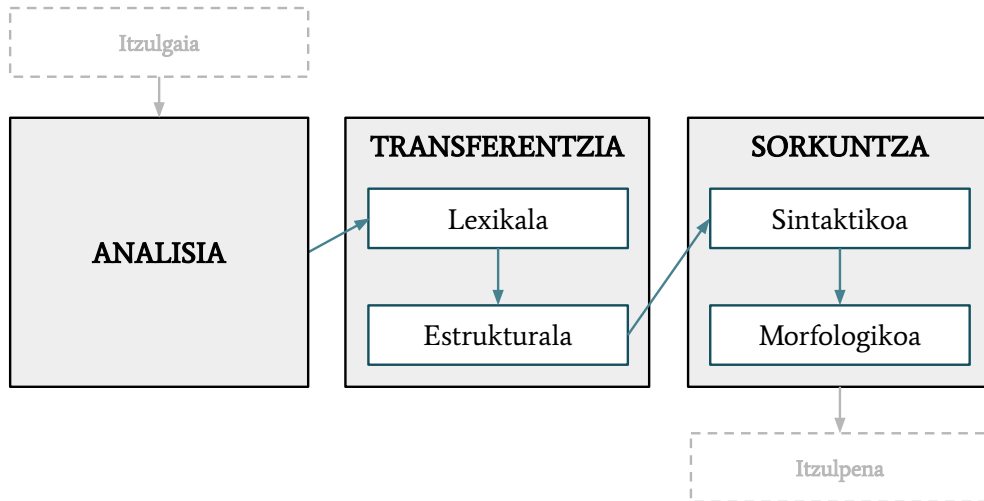 Itzulgaia
ANALISIA
TRANSFERENTZIA
Lexikala
Estrukturala
SORKUNTZA
Sintaktikoa
Morfologikoa
Itzulpena